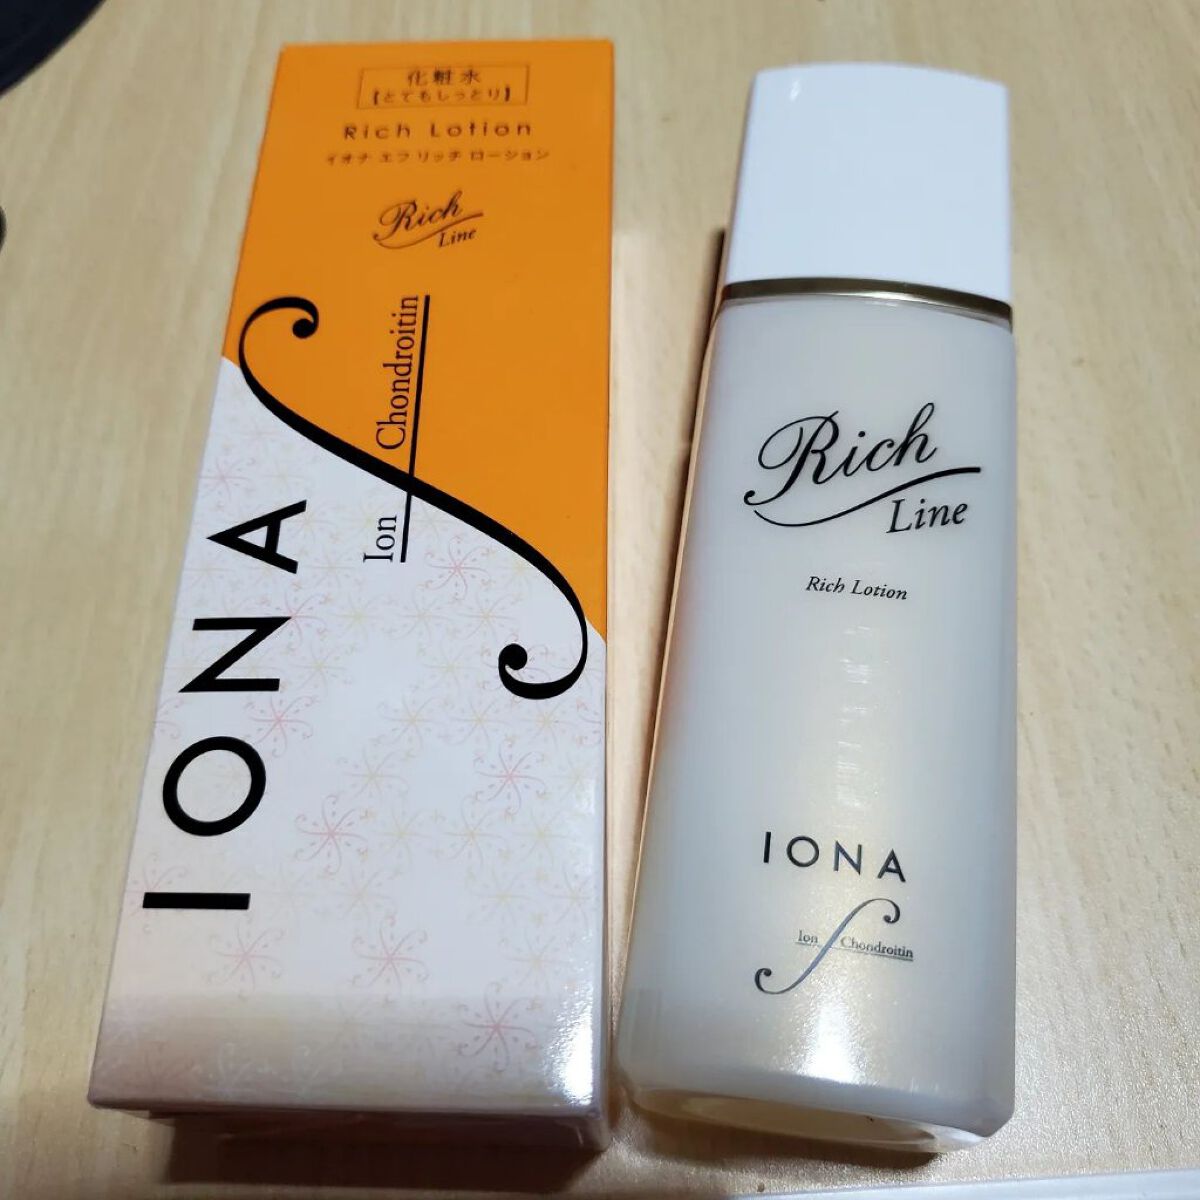 化粧水
【とてもしっとり】
Rich Lotion
イオナ エフ リッチ ローション
Rich
Line
Ion Chondroitin
IONA
Rich
Line
Rich Lotion
IONA
Ion Chondroitin